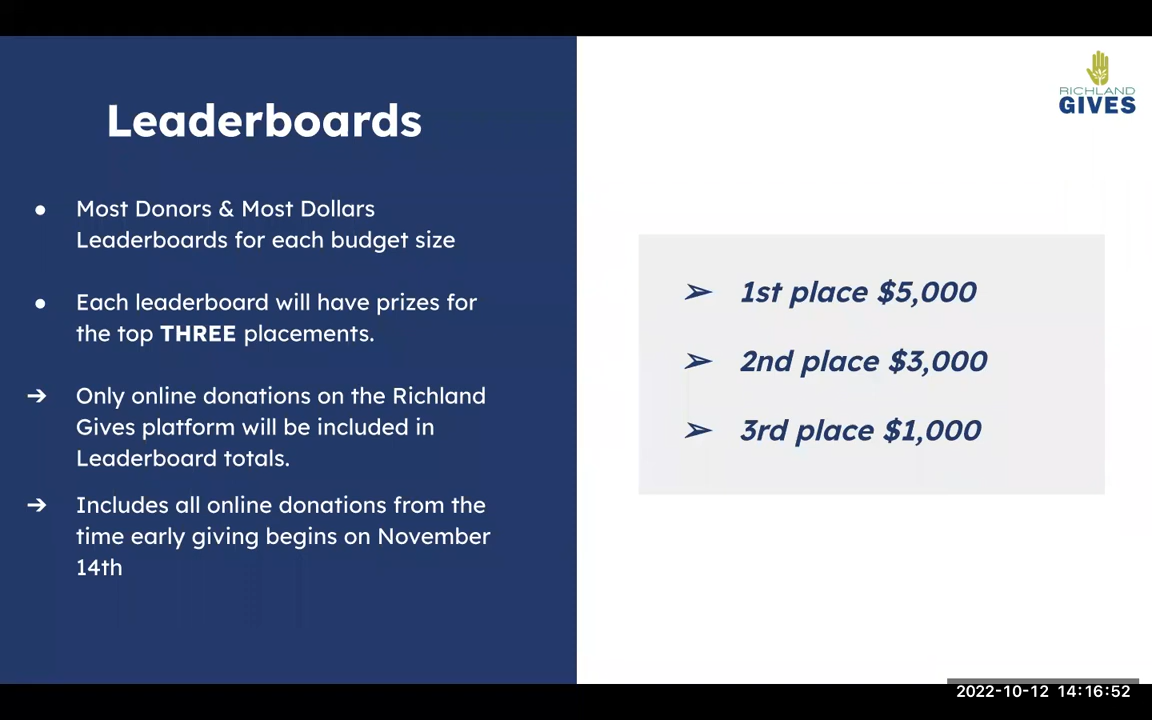 Leaderboards
● Most Donors & Most Dollars
Leaderboards for each budget size
● Each leaderboard will have prizes for
the top THREE placements.
➔ Only online donations on the Richland
Gives platform will be included in
Leaderboard totals.
➔ Includes all online donations from the
time early giving begins on November
14th
RICHLAND
GIVES
➢ 1st place $5,000
➢ 2nd place $3,000
➢ 3rd place $1,000
2022-10-12 14:16:52